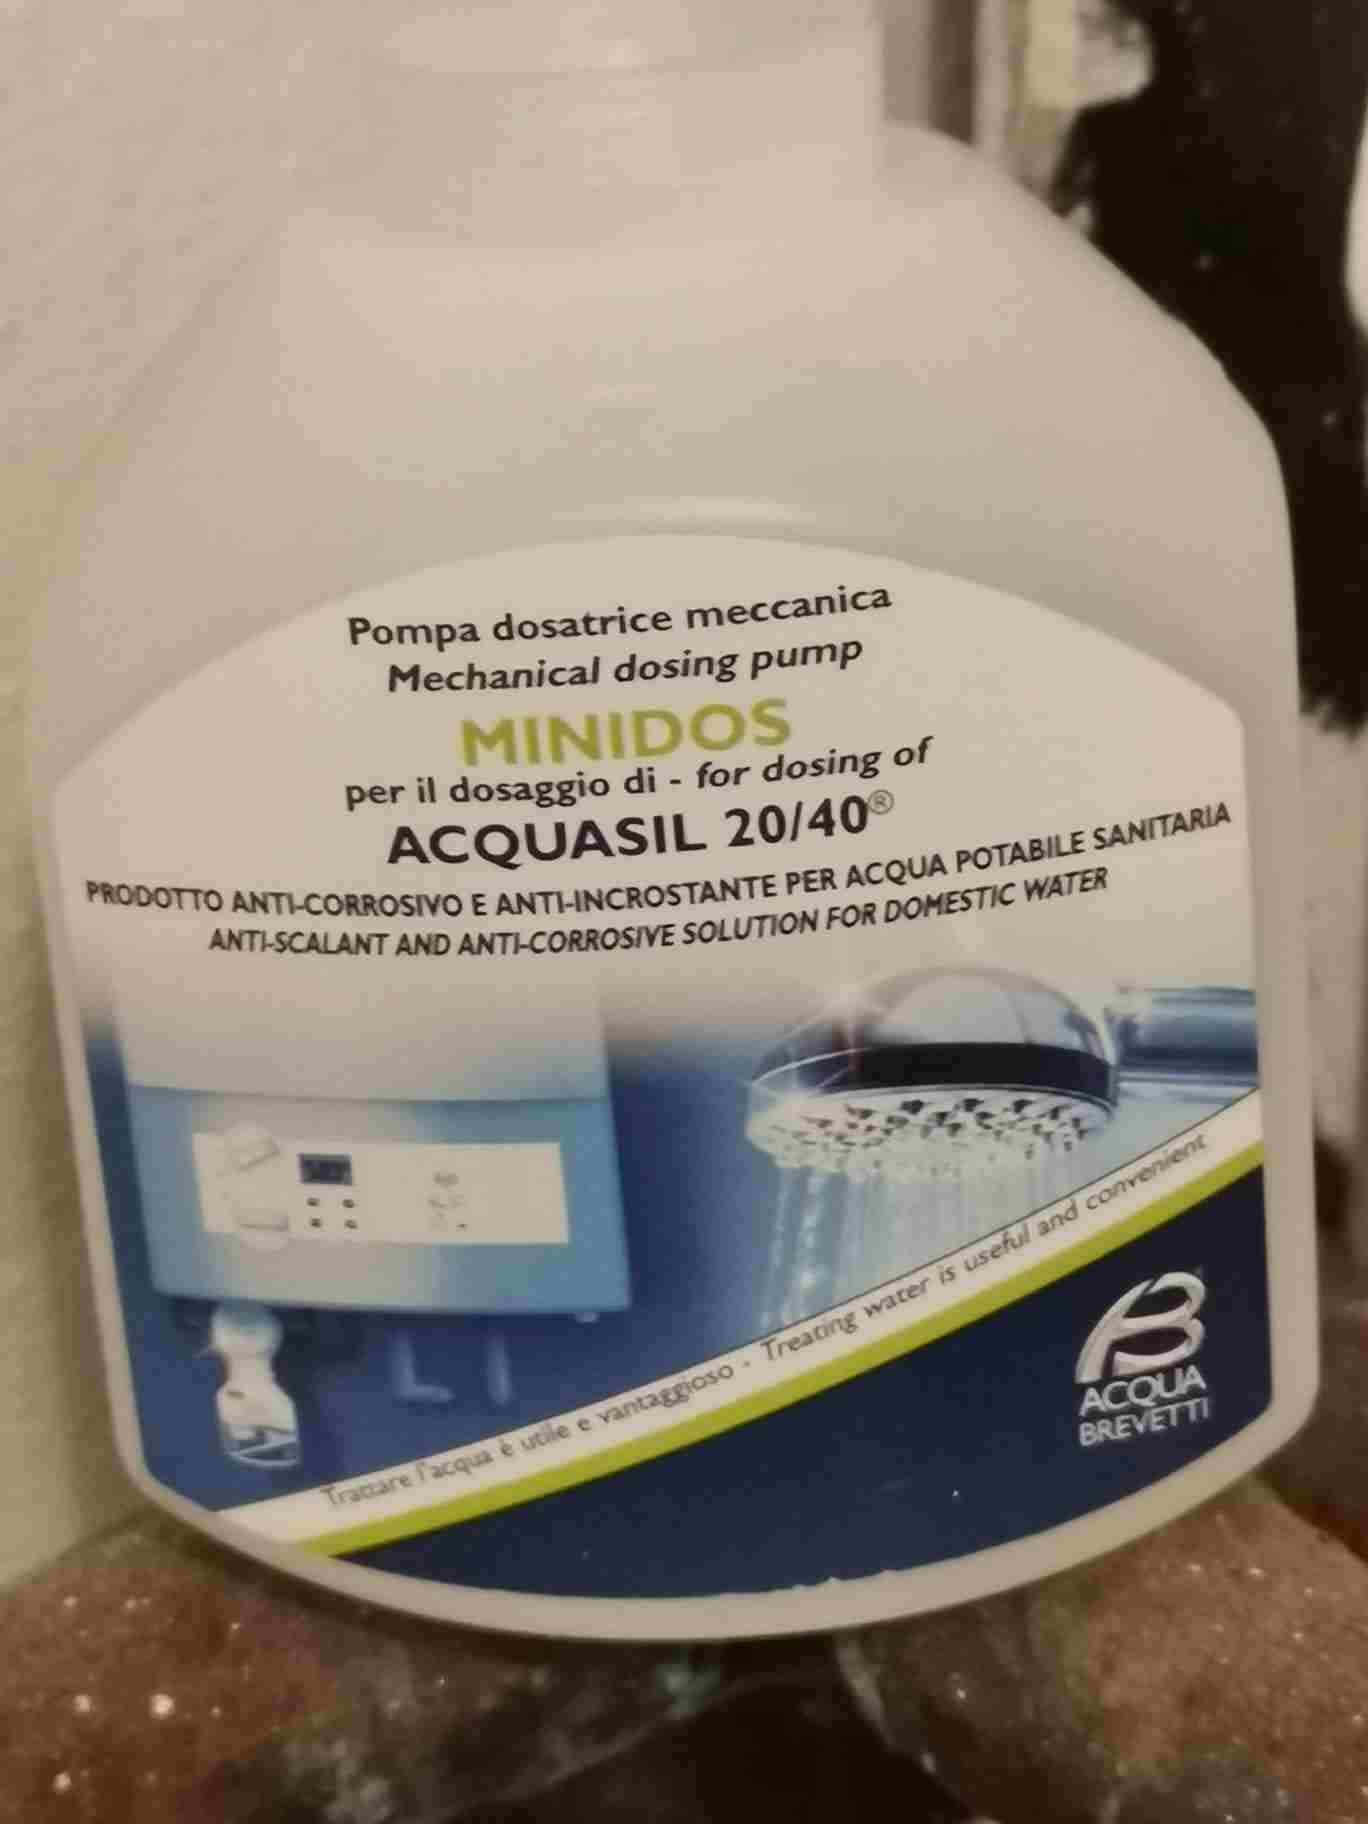 Pompa dosatrice meccanica
Mechanical dosing pump
MINIDOS
per il dosaggio di - for dosing of
ACQUASIL 20/40®
PRODOTTO ANTI-CORROSIVO E ANTI-INCROSTANTE PER ACQUA POTABILE SANITARIA
ANTI-SCALANT AND ANTI-CORROSIVE SOLUTION FOR DOMESTIC WATER
Trattare l'acqua è utile e vantaggioso - Treating water is useful and convenient
ACQUA
BREVETTI